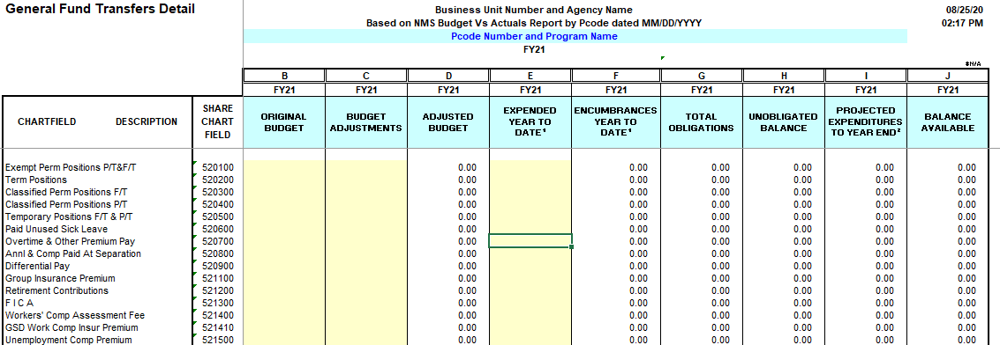 General Fund Transfers Detail Business Unit Number and Agency Name 08/25/20
Based on NMS Budget Vs Actuals Report by Pcode dated MM/DD/YYYY 02:17 PM
Pcode Number and Program Name
FY21
#N/A
B C D E F G H I J
FY21 FY21 FY21 FY21 FY21 FY21 FY21 FY21 FY21
CHARTFIELD DESCRIPTION SHARE CHART FIELD ORIGINAL BUDGET BUDGET ADJUSTMENTS ADJUSTED BUDGET EXPENDED YEAR TO DATE¹ ENCUMBRANCES YEAR TO DATE¹ TOTAL OBLIGATIONS UNOBLIGATED BALANCE PROJECTED EXPENDITURES TO YEAR END² BALANCE AVAILABLE
Exempt Perm Positions P/T&F/T 520100 0.00 0.00 0.00 0.00 0.00 0.00
Term Positions 520200 0.00 0.00 0.00 0.00 0.00 0.00
Classified Perm Positions F/T 520300 0.00 0.00 0.00 0.00 0.00 0.00
Classified Perm Positions P/T 520400 0.00 0.00 0.00 0.00 0.00 0.00
Temporary Positions F/T & P/T 520500 0.00 0.00 0.00 0.00 0.00 0.00
Paid Unused Sick Leave 520600 0.00 0.00 0.00 0.00 0.00 0.00
Overtime & Other Premium Pay 520700 0.00 0.00 0.00 0.00 0.00 0.00
Annl & Comp Paid At Separation 520800 0.00 0.00 0.00 0.00 0.00 0.00
Differential Pay 520900 0.00 0.00 0.00 0.00 0.00 0.00
Group Insurance Premium 521100 0.00 0.00 0.00 0.00 0.00 0.00
Retirement Contributions 521200 0.00 0.00 0.00 0.00 0.00 0.00
F I C A 521300 0.00 0.00 0.00 0.00 0.00 0.00
Workers' Comp Assessment Fee 521400 0.00 0.00 0.00 0.00 0.00 0.00
GSD Work Comp Insur Premium 521410 0.00 0.00 0.00 0.00 0.00 0.00
Unemployment Comp Premium 521500 0.00 0.00 0.00 0.00 0.00 0.00